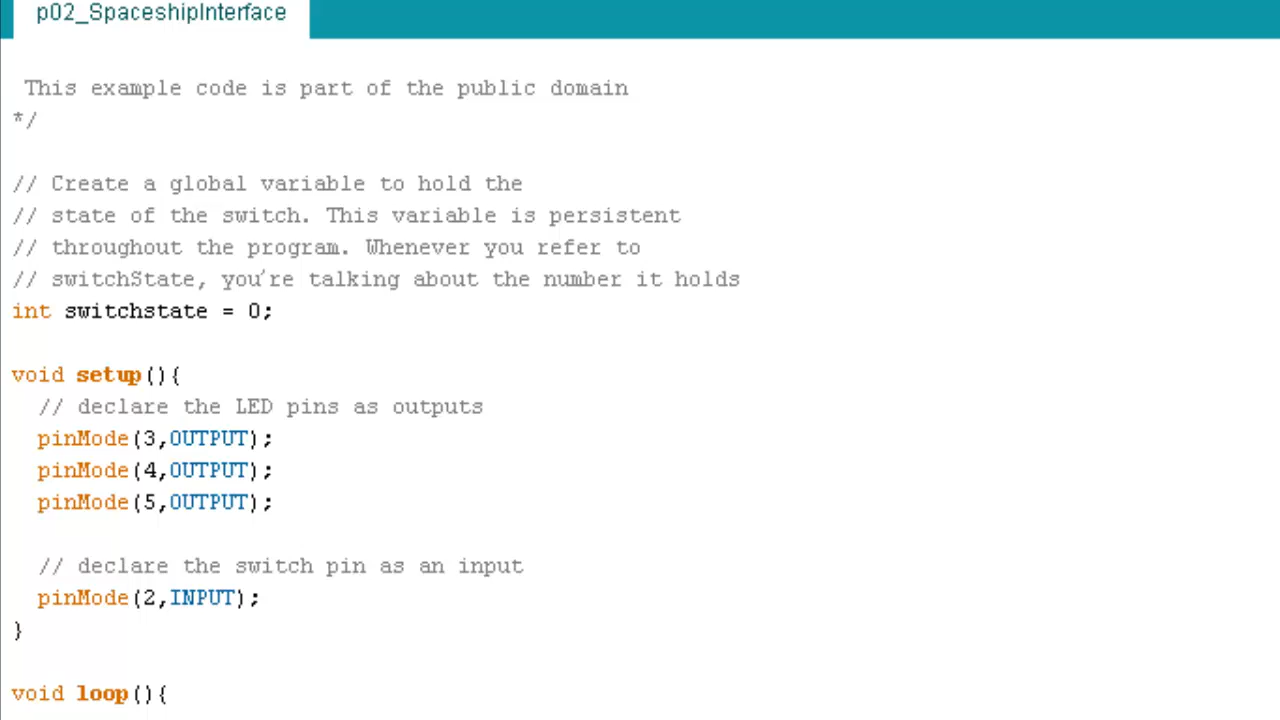 p02_SpaceshipInterface
This example code is part of the public domain
*/
// Create a global variable to hold the
// state of the switch. This variable is persistent
// throughout the program. Whenever you refer to
// switchState, you're talking about the number it holds
int switchstate = 0;
void setup(){
// declare the LED pins as outputs
pinMode(3,OUTPUT);
pinMode(4,OUTPUT);
pinMode(5,OUTPUT);
// declare the switch pin as an input
pinMode(2,INPUT);
}
void loop(){